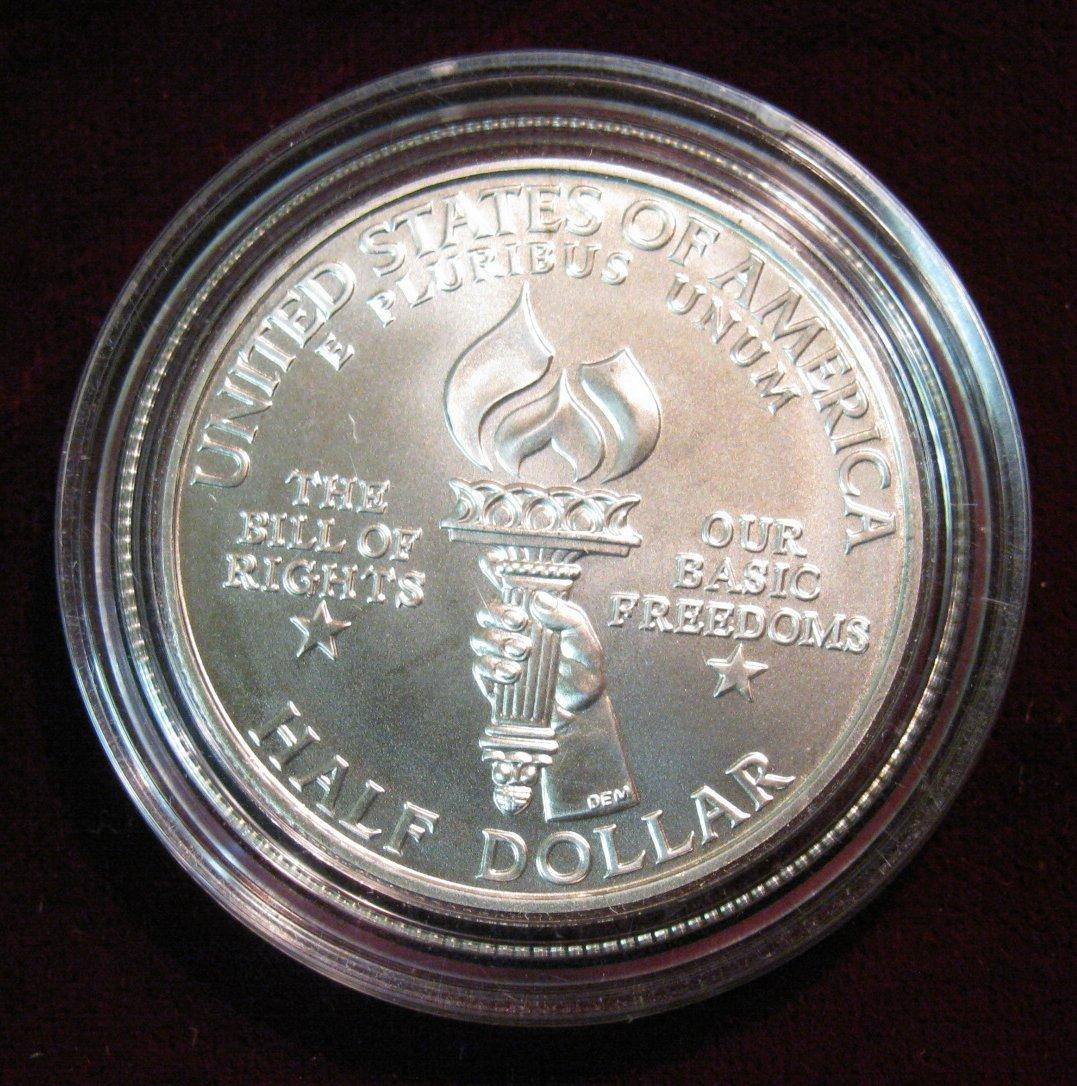 UNITED STATES OF AMERICA
E PLURIBUS UNUM
THE
BILL OF
RIGHTS
OUR
BASIC
FREEDOMS
DEM
HALF DOLLAR